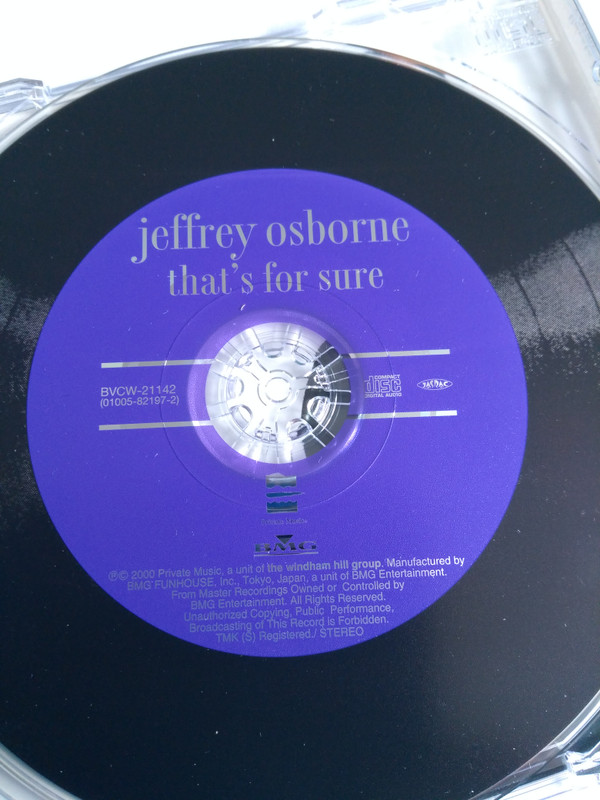 jeffrey osborne
that's for sure
BVCW-21142
(01005-82197-2)
COMPACT
disc
DIGITAL AUDIO
JASRAC
BMG
℗© 2000 Private Music, a unit of the windham hill group. Manufactured by
BMG FUNHOUSE, Inc., Tokyo, Japan, a unit of BMG Entertainment.
From Master Recordings Owned or Controlled by
BMG Entertainment. All Rights Reserved.
Unauthorized Copying, Public Performance,
Broadcasting of This Record is Forbidden.
TMK (S) Registered./ STEREO